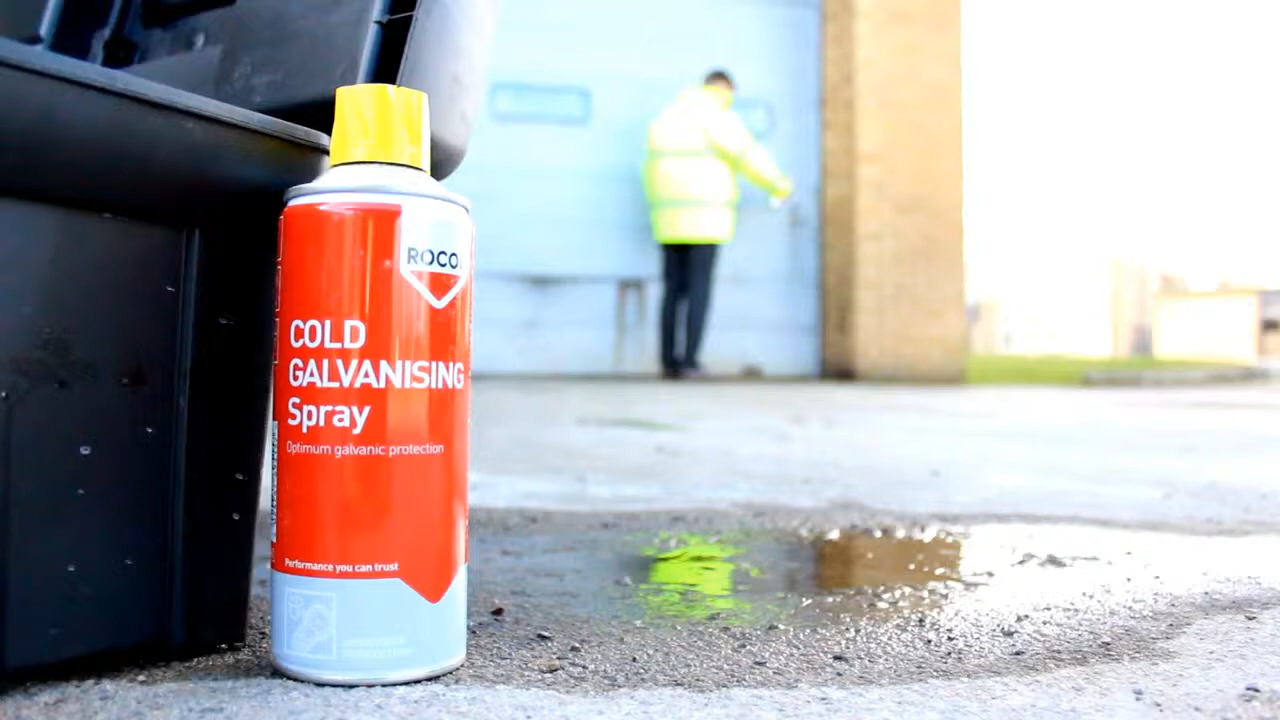 ROCOL
COLD
GALVANISING
Spray
Optimum galvanic protection
Performance you can trust